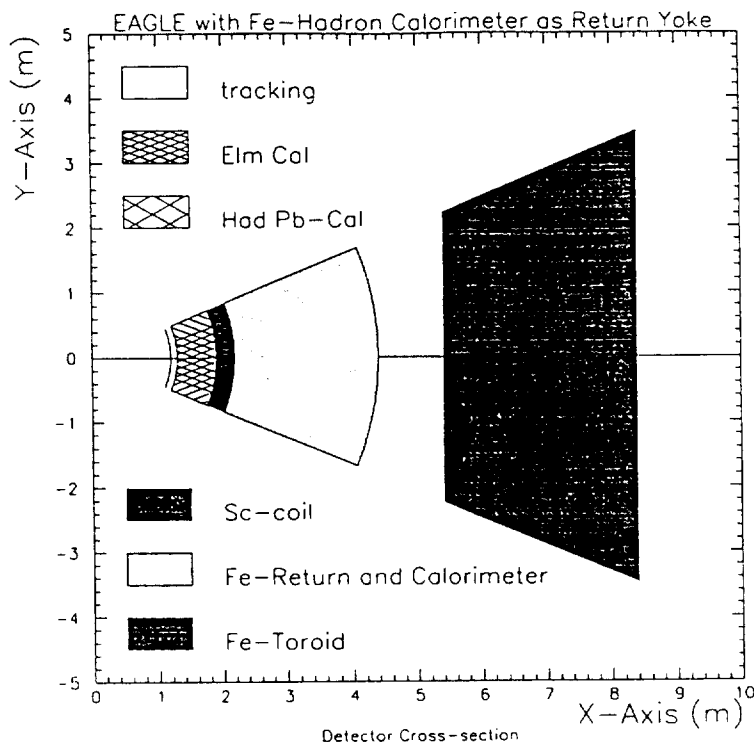 EAGLE with Fe-Hadron Calorimeter as Return Yoke
Y-Axis (m)
5
4
3
2
1
0
-1
-2
-3
-4
-5
tracking
Elm Cal
Had Pb-Cal
Sc-coil
Fe-Return and Calorimeter
Fe-Toroid
0 1 2 3 4 5 6 7 8 9 10
X-Axis (m)
Detector Cross-section